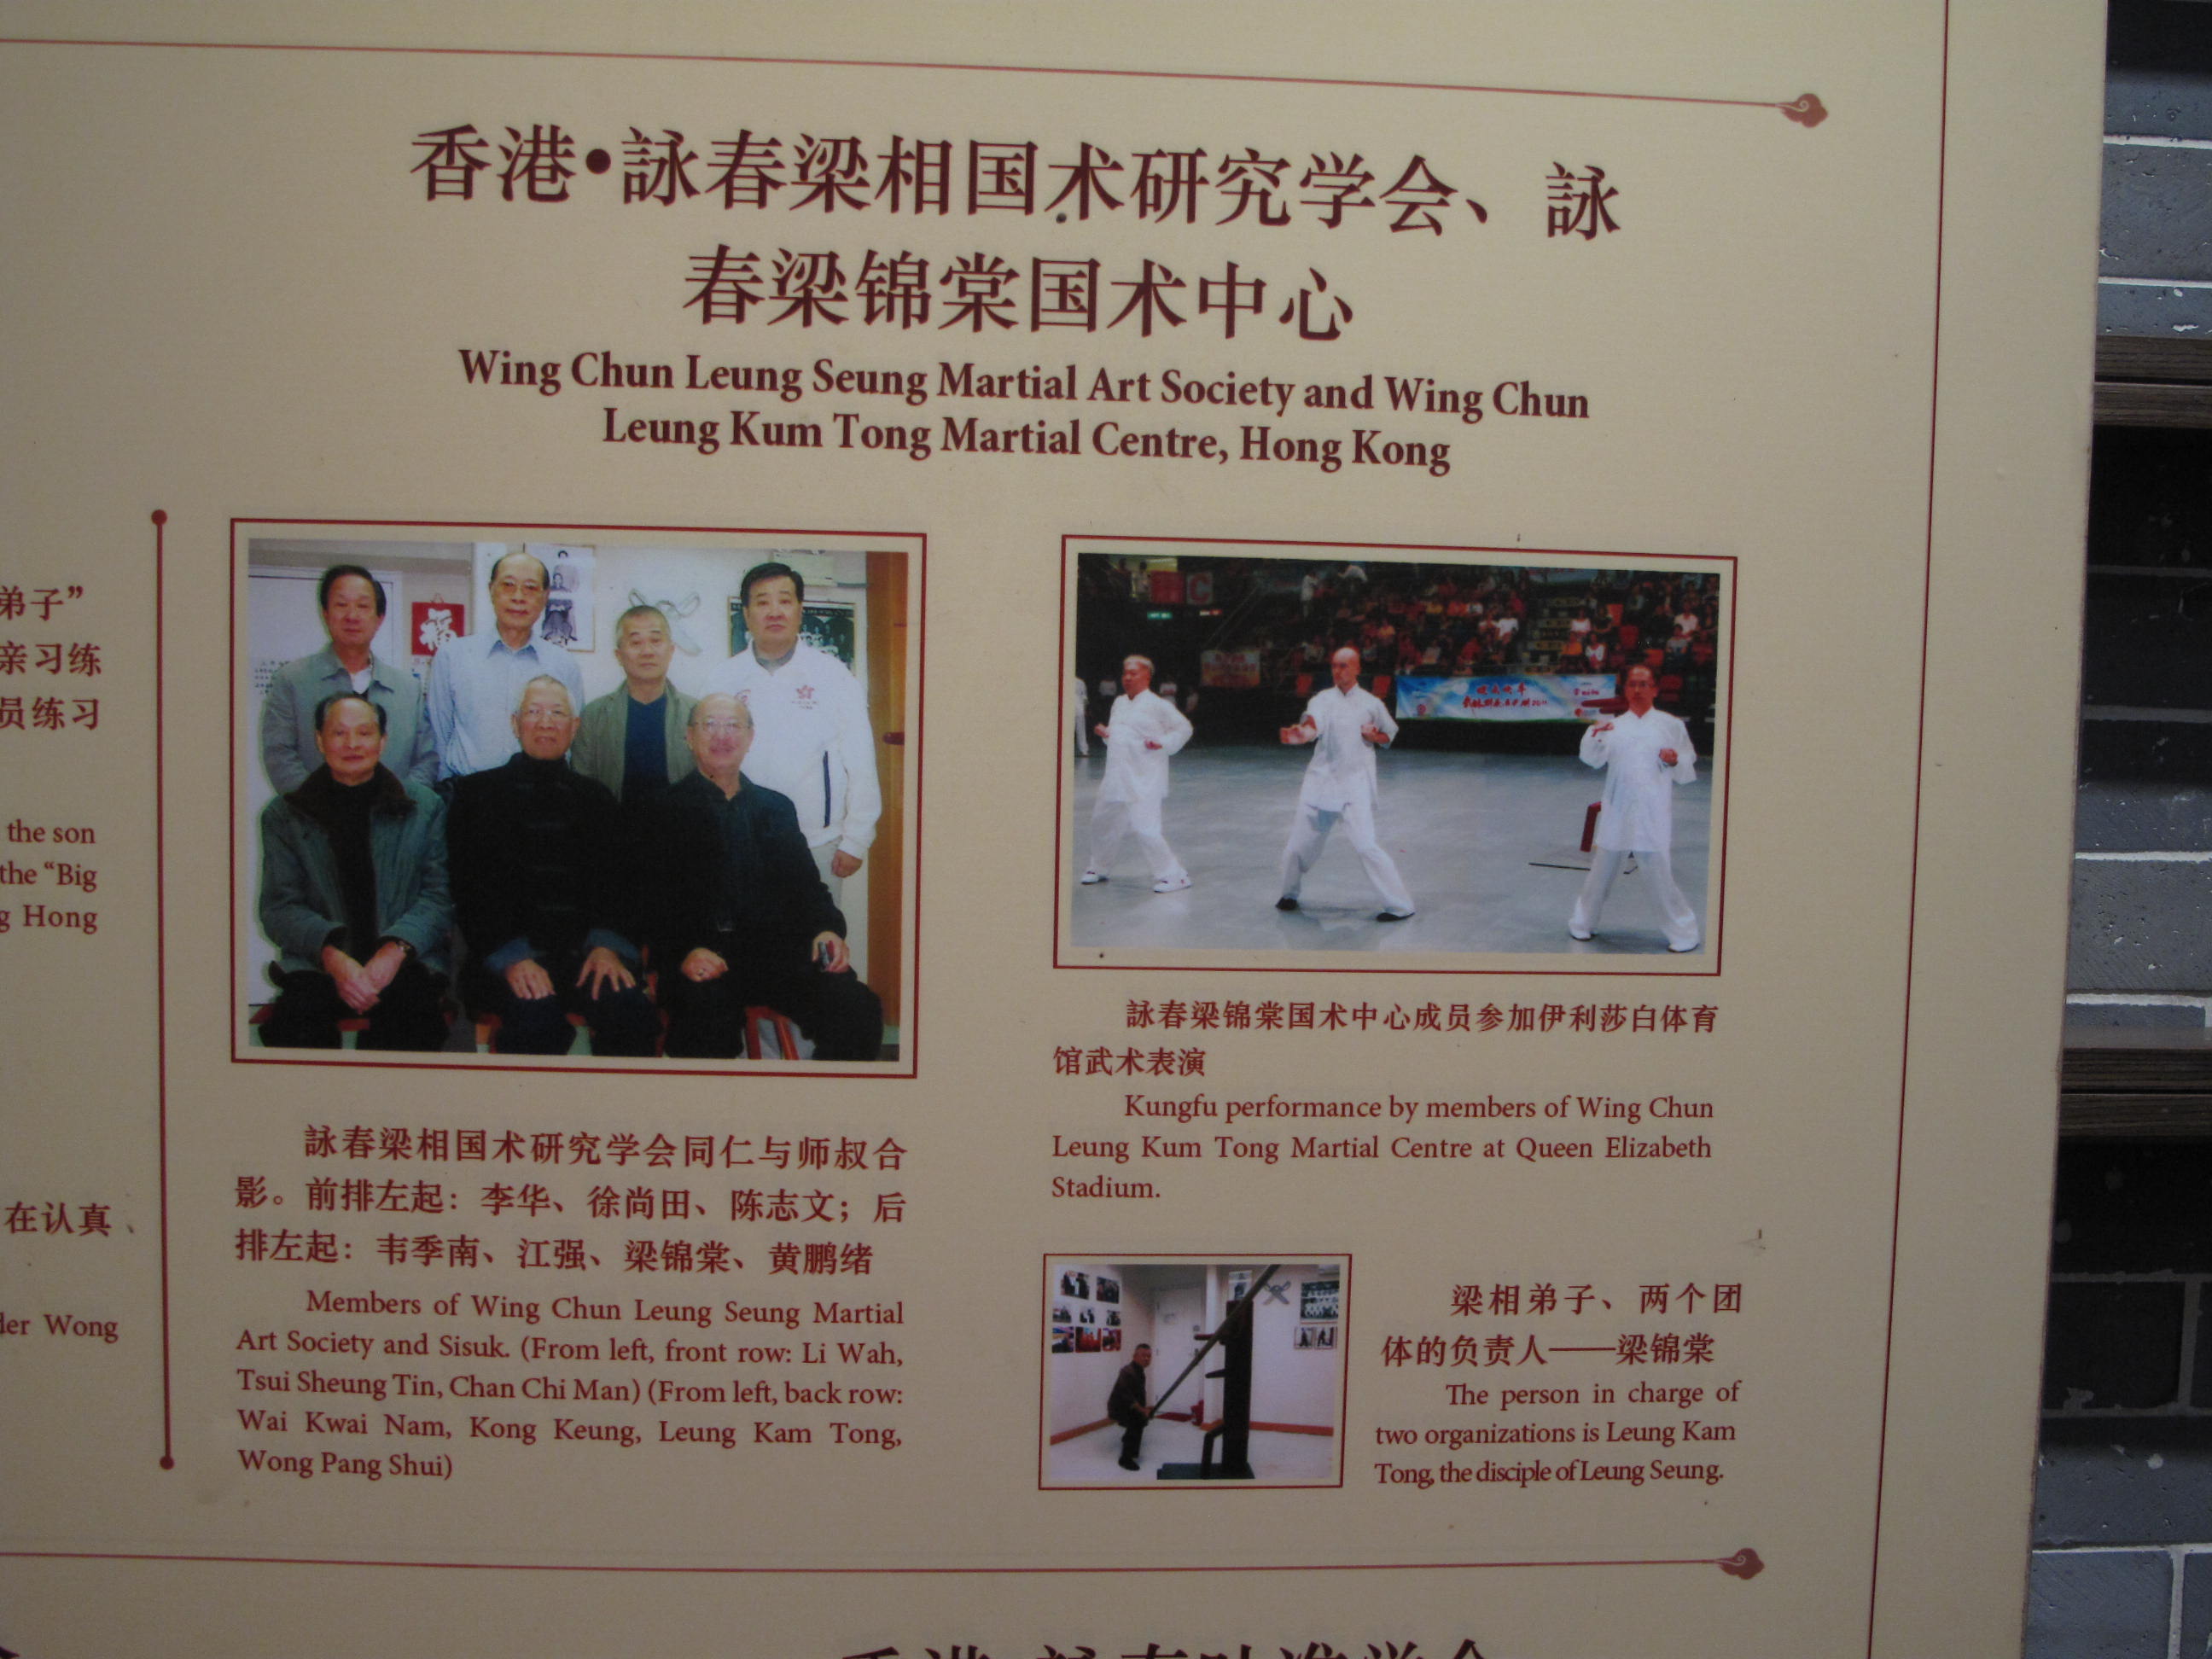 香港•詠春梁相国术研究学会、詠
春梁锦棠国术中心
Wing Chun Leung Seung Martial Art Society and Wing Chun
Leung Kum Tong Martial Centre, Hong Kong
弟子”
亲习练
员练习
the son
the “Big
g Hong
在认真
der Wong
福
詠春梁相国术研究学会同仁与师叔合
影。前排左起：李华、徐尚田、陈志文；后
排左起：韦季南、江强、梁锦棠、黄鹏绪
Members of Wing Chun Leung Seung Martial
Art Society and Sisuk. (From left, front row: Li Wah,
Tsui Sheung Tin, Chan Chi Man) (From left, back row:
Wai Kwai Nam, Kong Keung, Leung Kam Tong,
Wong Pang Shui)
C
詠春梁锦棠国术中心成员参加伊利莎白体育
馆武术表演
Kungfu performance by members of Wing Chun
Leung Kum Tong Martial Centre at Queen Elizabeth
Stadium.
梁相弟子、两个团
体的负责人——梁锦棠
The person in charge of
two organizations is Leung Kam
Tong, the disciple of Leung Seung.